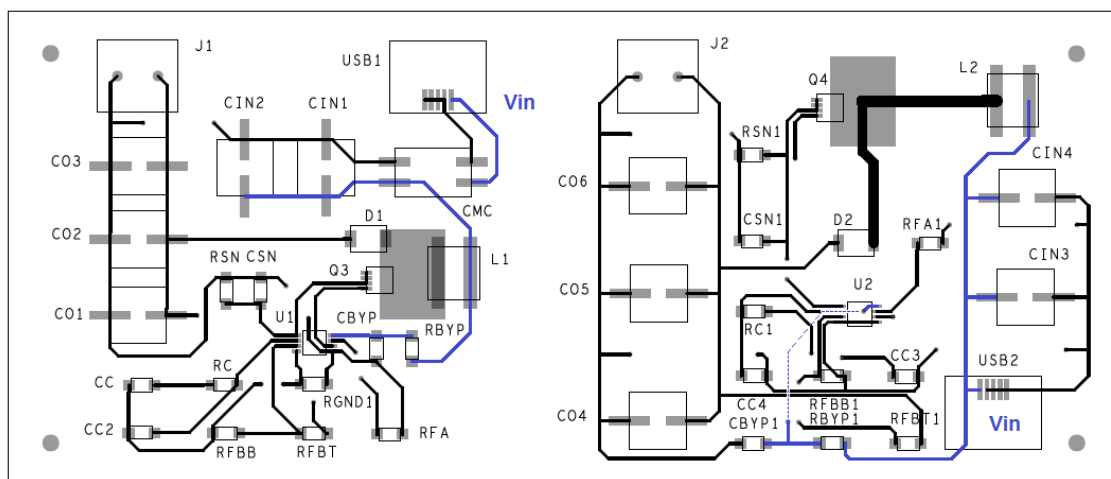 J1
USB1
Vin
CIN2
CIN1
CO3
CMC
CO2
D1
RSN
CSN
Q3
L1
CO1
U1
CBYP
RBYP
CC
RC
RGND1
CC2
RFBB
RFBT
RFA
J2
Q4
L2
RSN1
CIN4
CO6
CSN1
D2
RFA1
CIN3
CO5
U2
RC1
CC3
USB2
CC4
RFBB1
CO4
CBYP1
RBYP1
RFBT1
Vin